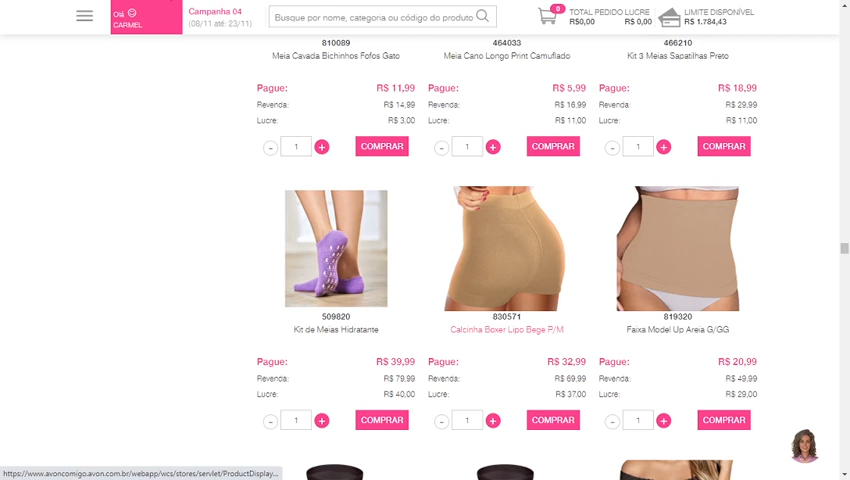 Olá
CARMEL
Campanha 04
(08/11 até 23/11)
Busque por nome, categoria ou código do produto
0
TOTAL PEDIDO LUCRE
R$0,00 R$ 0,00
LIMITE DISPONÍVEL
R$ 1.784,43
810089 464033 466210
Meia Cavada Bichinhos Fofos Gato Meia Cano Longo Print Camuflado Kit 3 Meias Sapatilhas Preto
Pague: R$ 11,99 Pague: R$ 5,99 Pague: R$ 18,99
Revenda: R$ 14,99 Revenda: R$ 16,99 Revenda: R$ 29,99
Lucre: R$ 3,00 Lucre: R$ 11,00 Lucre: R$ 11,00
- 1 + COMPRAR - 1 + COMPRAR - 1 + COMPRAR
509820 830571 819320
Kit de Meias Hidratante Calcinha Boxer Lipo Bege P/M Faixa Model Up Areia G/GG
Pague: R$ 39,99 Pague: R$ 32,99 Pague: R$ 20,99
Revenda: R$ 79,99 Revenda: R$ 69,99 Revenda: R$ 49,99
Lucre: R$ 40,00 Lucre: R$ 37,00 Lucre: R$ 29,00
- 1 + COMPRAR - 1 + COMPRAR - 1 + COMPRAR
https://www.avoncomigo.avon.com.br/webapp/wcs/stores/servlet/ProductDisplay...